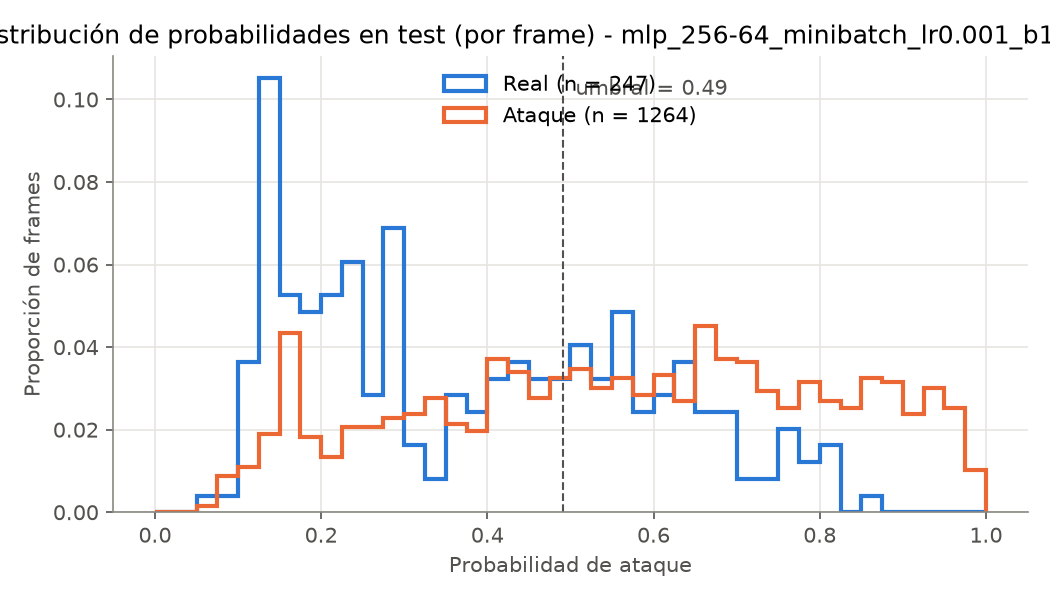 stribución de probabilidades en test (por frame) - mlp_256-64_minibatch_lr0.001_b1
Real (n = 247)
umbral = 0.49
Ataque (n = 1264)
Proporción de frames
0.10
0.08
0.06
0.04
0.02
0.00
0.0 0.2 0.4 0.6 0.8 1.0
Probabilidad de ataque